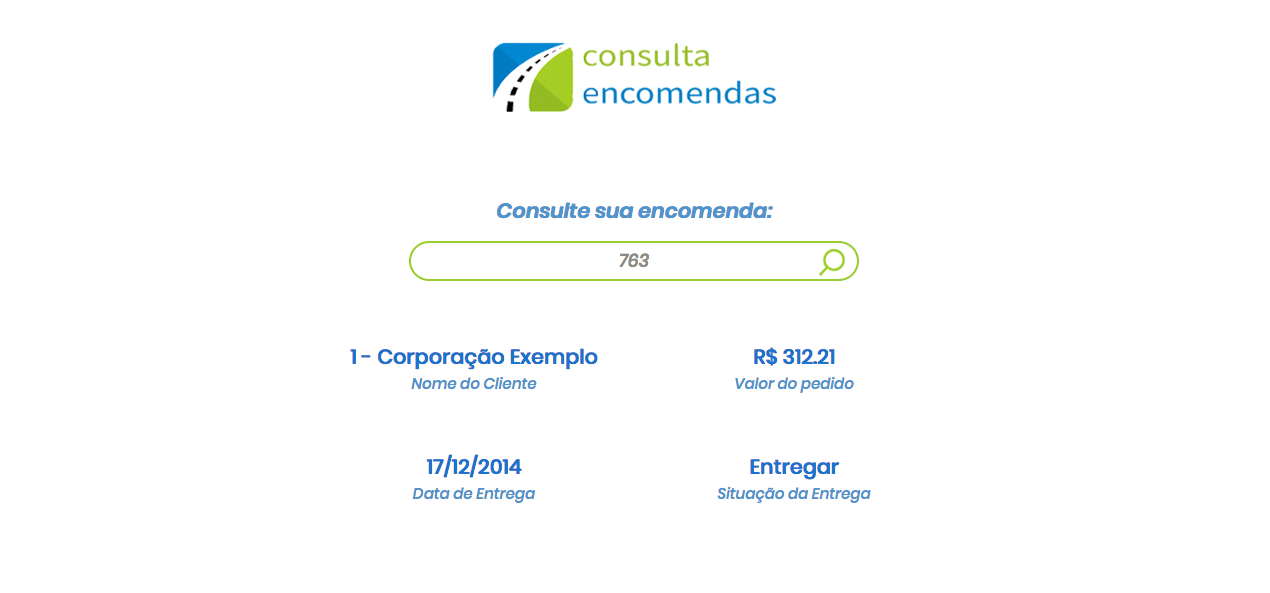 consulta
encomendas
Consulte sua encomenda:
763
1 - Corporação Exemplo
Nome do Cliente
R$ 312.21
Valor do pedido
17/12/2014
Data de Entrega
Entregar
Situação da Entrega